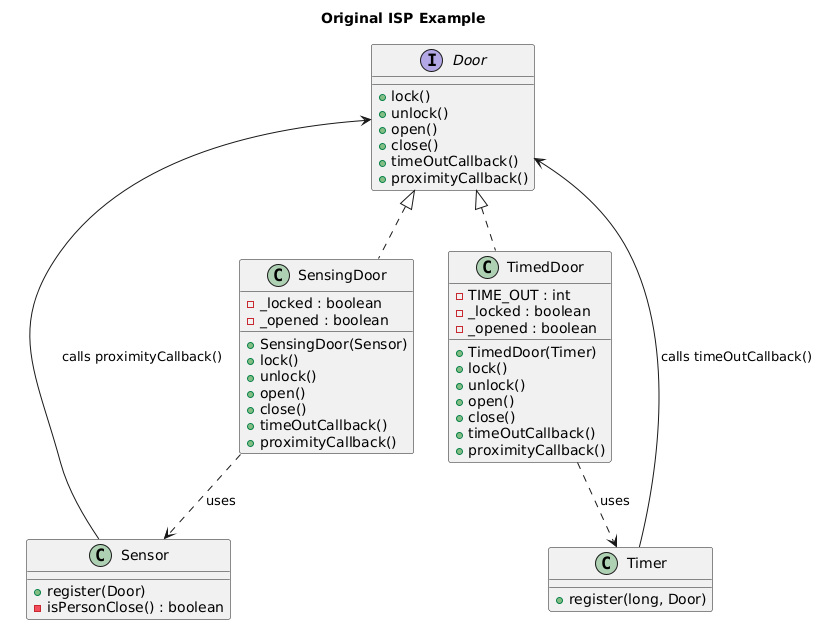 Original ISP Example
I Door
lock()
unlock()
open()
close()
timeOutCallback()
proximityCallback()
C SensingDoor
_locked : boolean
_opened : boolean
SensingDoor(Sensor)
lock()
unlock()
open()
close()
timeOutCallback()
proximityCallback()
C TimedDoor
TIME_OUT : int
_locked : boolean
_opened : boolean
TimedDoor(Timer)
lock()
unlock()
open()
close()
timeOutCallback()
proximityCallback()
calls proximityCallback()
calls timeOutCallback()
uses
uses
C Sensor
register(Door)
isPersonClose() : boolean
C Timer
register(long, Door)